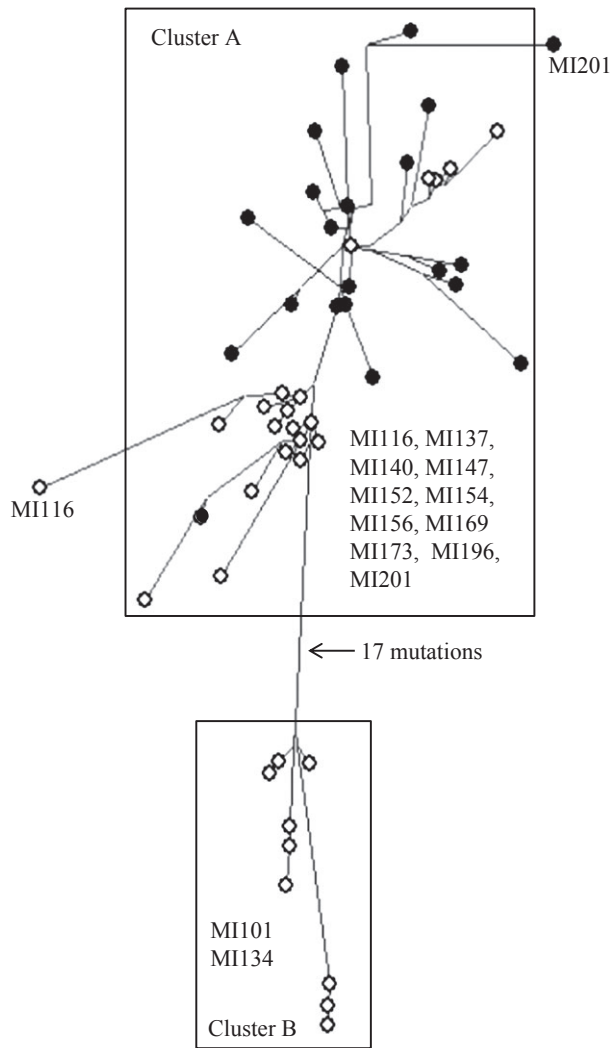 Cluster A
MI201
MI116, MI137,
MI140, MI147,
MI152, MI154,
MI156, MI169
MI173, MI196,
MI201
MI116
17 mutations
MI101
MI134
Cluster B